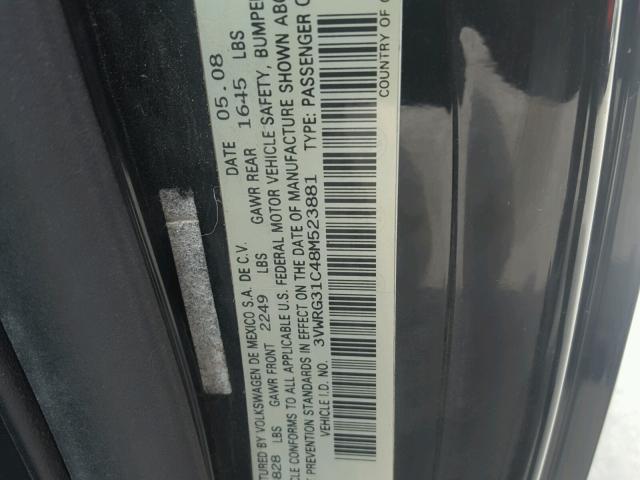 TURED BY VOLKSWAGEN DE MEXICO S.A. DE C.V. DATE 05.08
828 LBS GAWR FRONT 2249 LBS GAWR REAR 1645 LBS
CLE CONFORMS TO ALL APPLICABLE U.S. FEDERAL MOTOR VEHICLE SAFETY, BUMPER
PREVENTION STANDARDS IN EFFECT ON THE DATE OF MANUFACTURE SHOWN ABO
VEHICLE I.D. NO. 3VWRG31C48M523881 TYPE: PASSENGER C
COUNTRY OF O